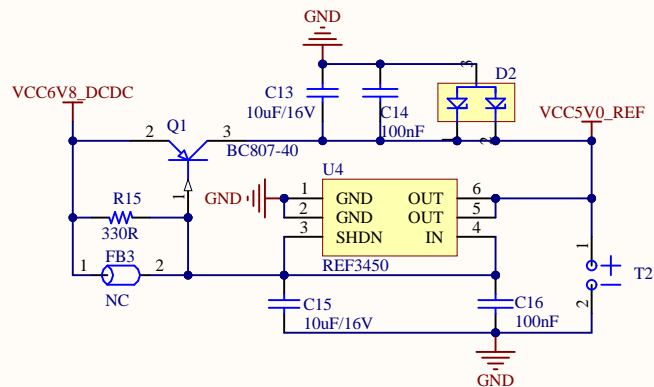 GND
3
D2
VCC6V8_DCDC
C13
10uF/16V
C14
100nF
VCC5V0_REF
Q1
2
3
1
2
BC807-40
U4
1
GND
OUT
6
GND
2
GND
OUT
5
3
SHDN
IN
4
REF3450
1
R15
330R
FB3
1
2
NC
1
T2
2
C15
10uF/16V
C16
100nF
GND